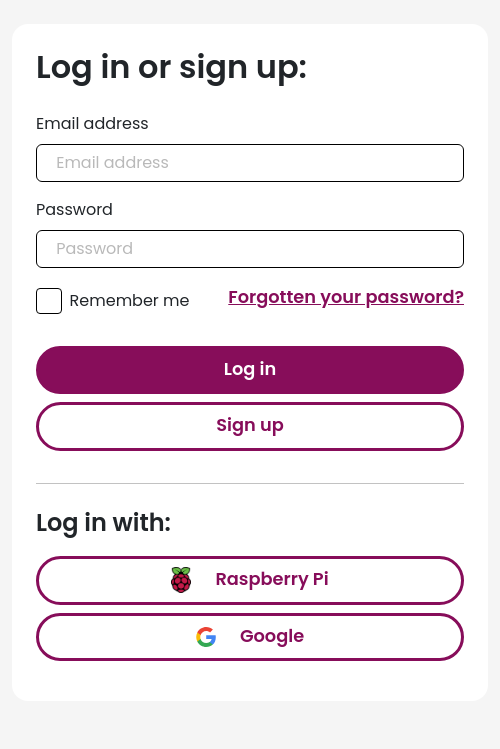 Log in or sign up:
Email address
Email address
Password
Password
Remember me
Forgotten your password?
Log in
Sign up
Log in with:
Raspberry Pi
Google